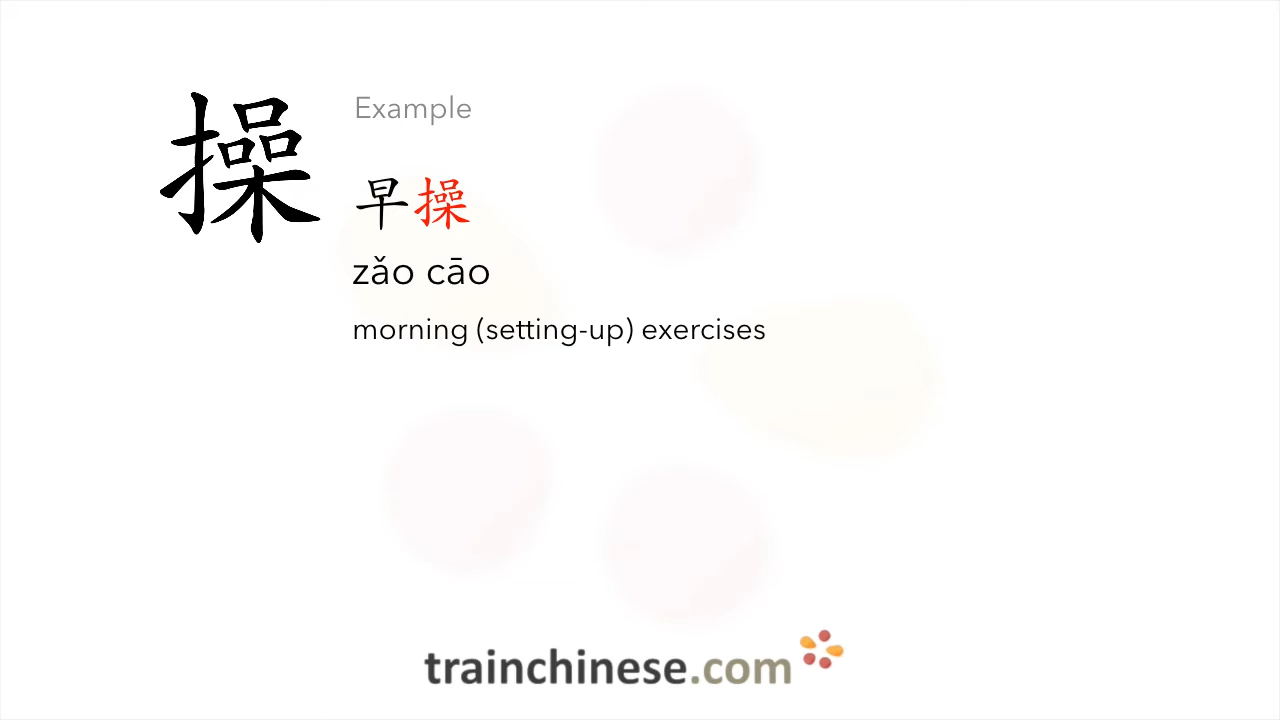 操
Example
早操
zǎo cāo
morning (setting-up) exercises
trainchinese.com